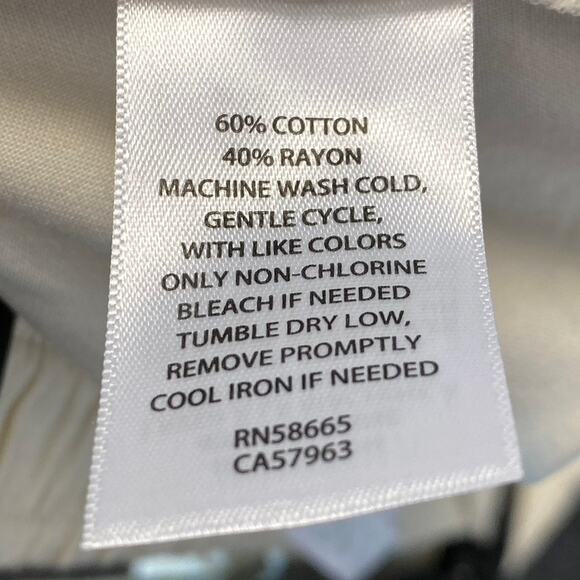 60% COTTON
40% RAYON
MACHINE WASH COLD,
GENTLE CYCLE,
WITH LIKE COLORS
ONLY NON-CHLORINE
BLEACH IF NEEDED
TUMBLE DRY LOW,
REMOVE PROMPTLY
COOL IRON IF NEEDED
RN58665
CA57963